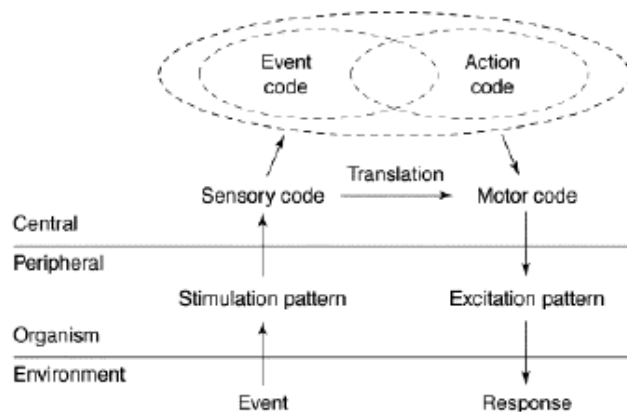 Event
code
Action
code
Translation
Sensory code
Motor code
Central
Peripheral
Stimulation pattern
Excitation pattern
Organism
Environment
Event
Response